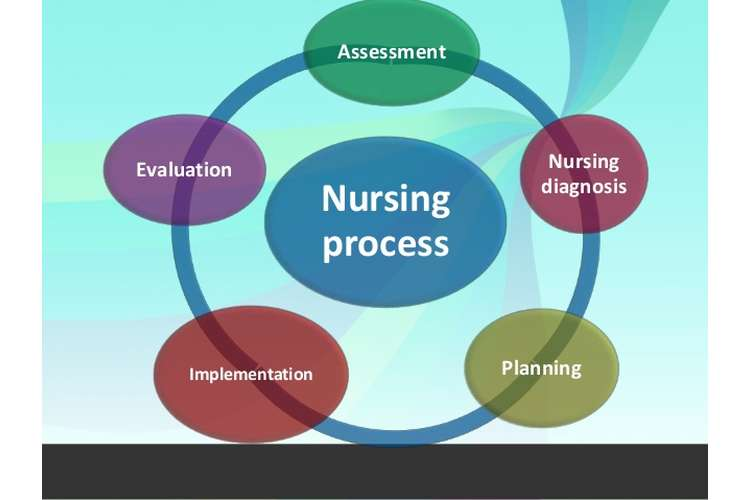 Assessment
Nursing
diagnosis
Planning
Implementation
Evaluation
Nursing
process